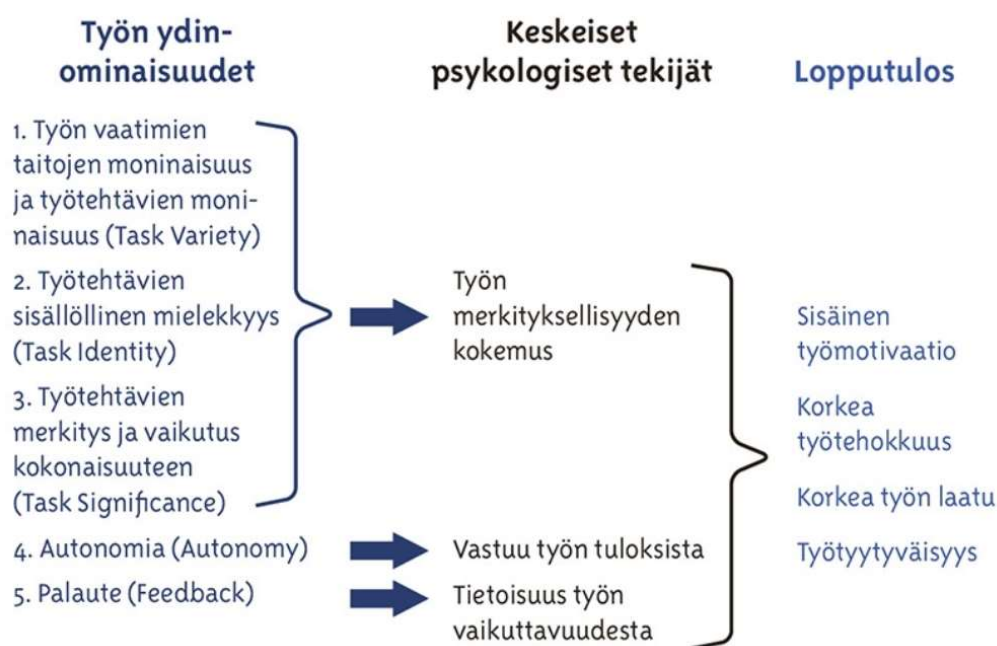 Työn ydin-
ominaisuudet
1. Työn vaatimien
taitojen moninaisuus
ja työtehtävien moni-
naisuus (Task Variety)
2. Työtehtävien
sisällöllinen mielekkyys
(Task Identity)
3. Työtehtävien
merkitys ja vaikutus
kokonaisuuteen
(Task Significance)
4. Autonomia (Autonomy)
5. Palaute (Feedback)
Keskeiset
psykologiset tekijät
Työn
merkityksellisyyden
kokemus
Vastuu työn tuloksista
Tietoisuus työn
vaikuttavuudesta
Lopputulos
Sisäinen
työmotivaatio
Korkea
työtehokkuus
Korkea työn laatu
Työtyytyväisyys